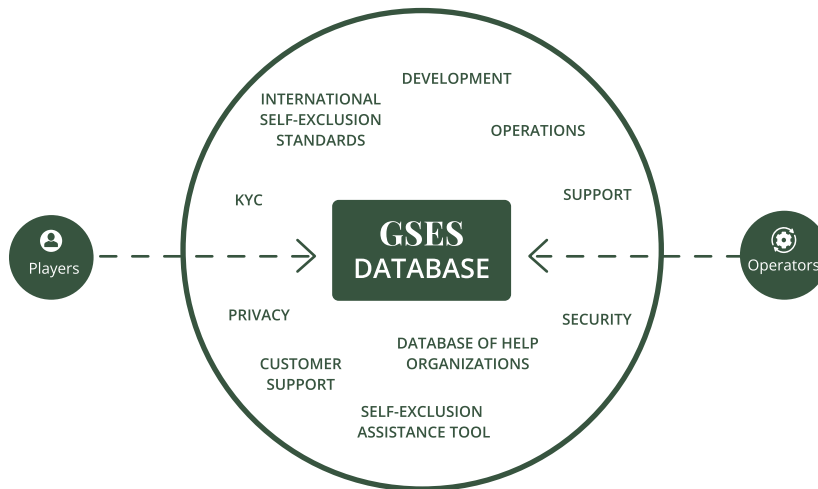 DEVELOPMENT
INTERNATIONAL
SELF-EXCLUSION
STANDARDS
OPERATIONS
KYC
SUPPORT
GSES
DATABASE
Players
Operators
PRIVACY
SECURITY
DATABASE OF HELP
ORGANIZATIONS
CUSTOMER
SUPPORT
SELF-EXCLUSION
ASSISTANCE TOOL